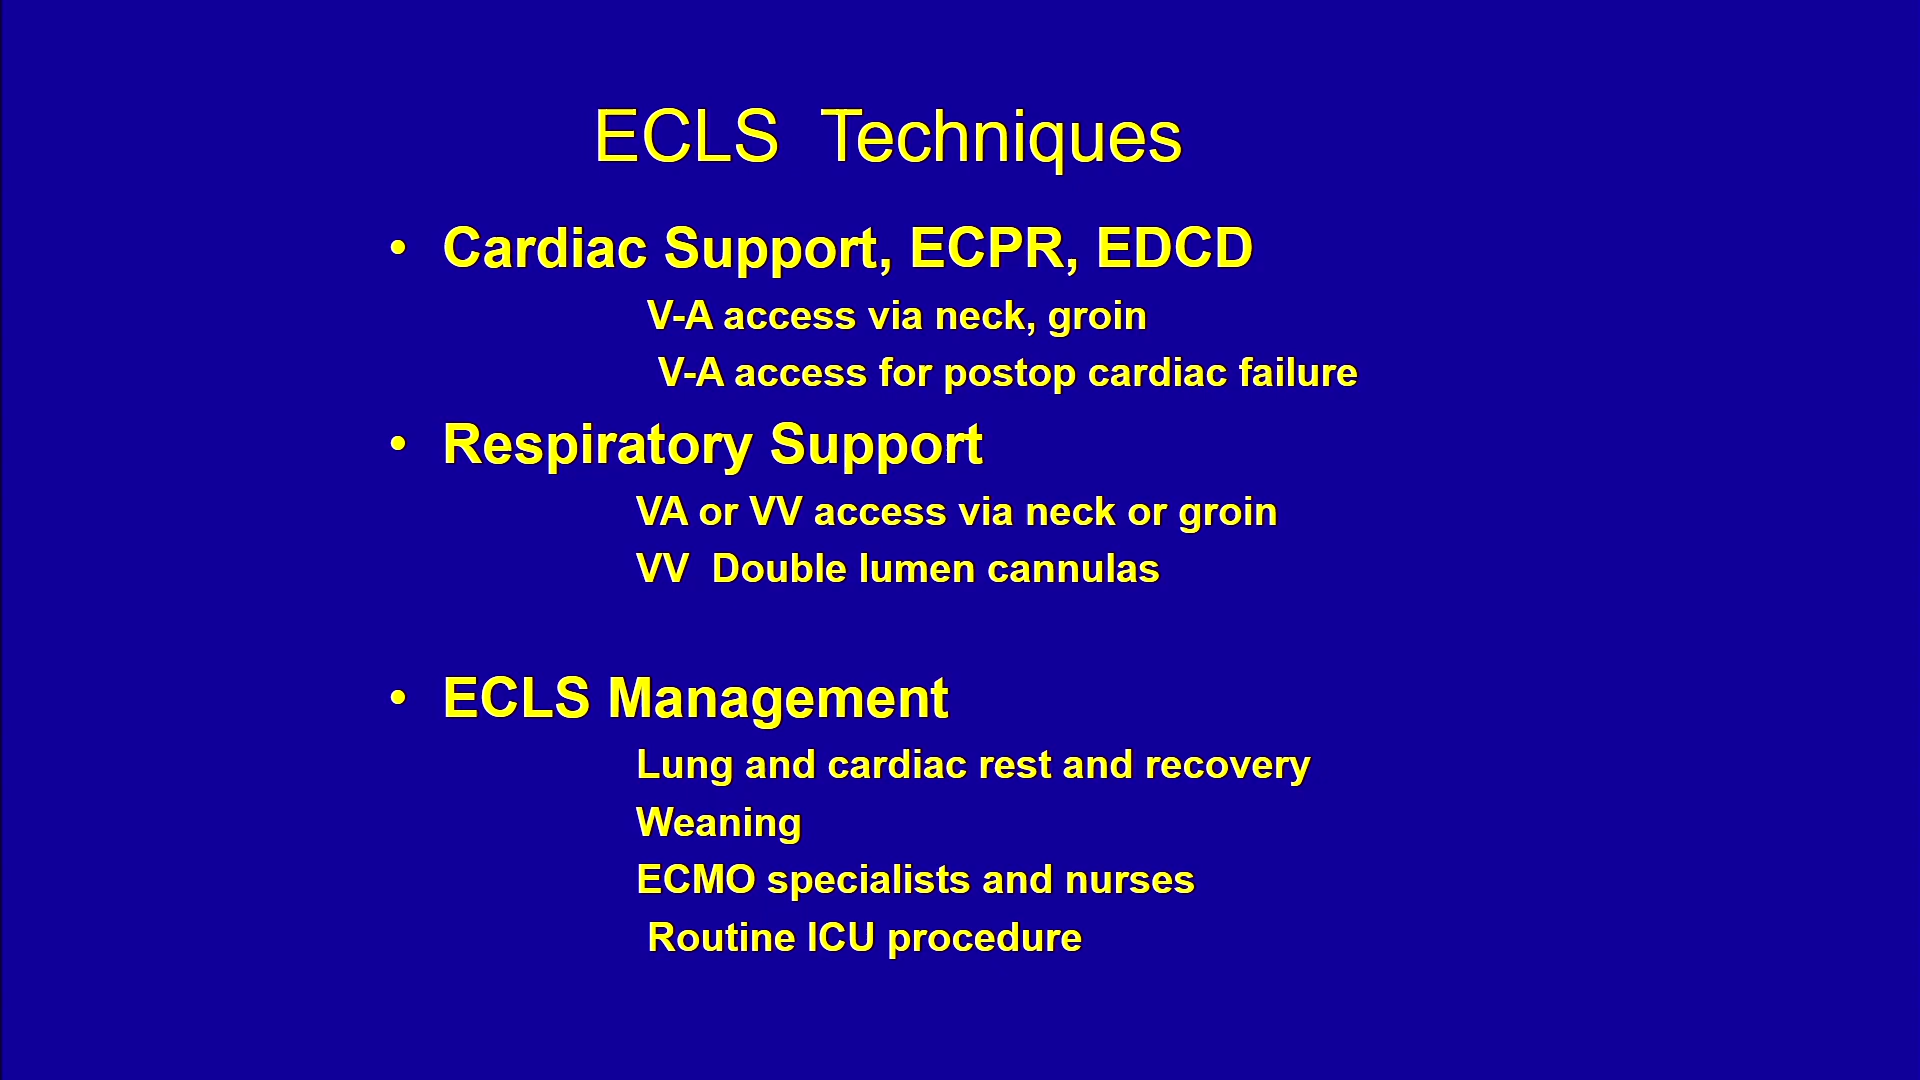 ECLS  Techniques
• Cardiac Support, ECPR, EDCD
V-A access via neck, groin
V-A access for postop cardiac failure
• Respiratory Support
VA or VV access via neck or groin
VV  Double lumen cannulas
• ECLS Management
Lung and cardiac rest and recovery
Weaning
ECMO specialists and nurses
Routine ICU procedure